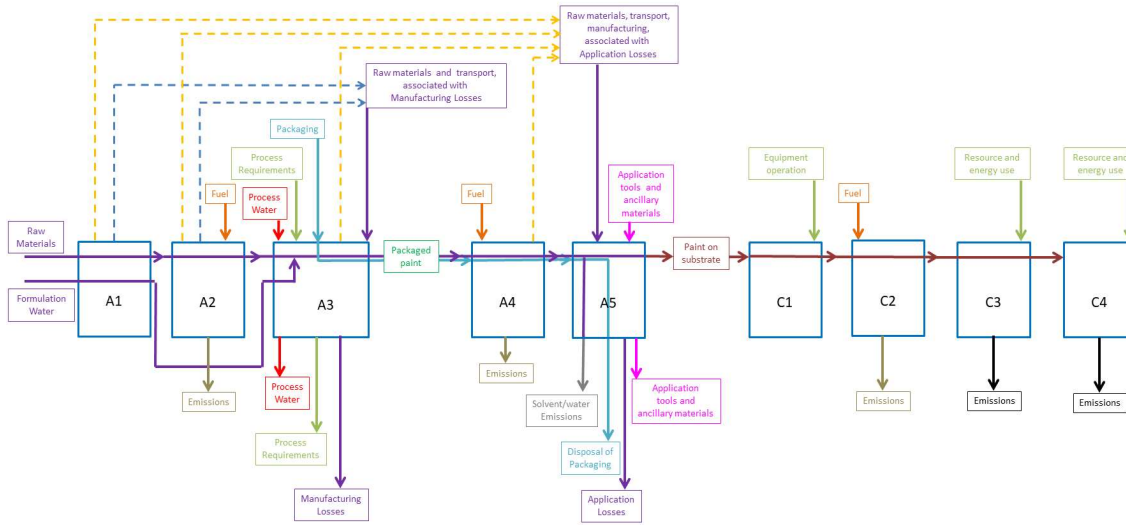 Raw materials, transport,
manufacturing,
associated with
Application Losses
Raw materials and transport,
associated with
Manufacturing Losses
Packaging
Process
Requirements
Fuel
Process
Water
Fuel
Application
tools and
ancillary
materials
Equipment
operation
Fuel
Resource and
energy use
Resource and
energy use
Raw
Materials
Formulation
Water
Packaged
paint
Paint on
substrate
A1
A2
A3
A4
A5
C1
C2
C3
C4
Emissions
Process
Water
Process
Requirements
Manufacturing
Losses
Emissions
Solvent/water
Emissions
Application
tools and
ancillary materials
Disposal of
Packaging
Application
Losses
Emissions
Emissions
Emissions